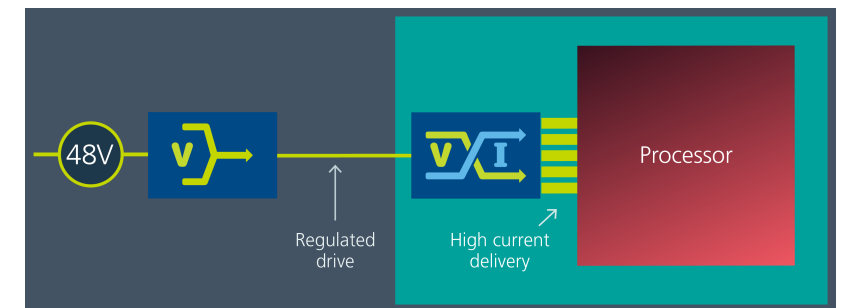 48V
V
V I
Processor
Regulated
drive
High current
delivery